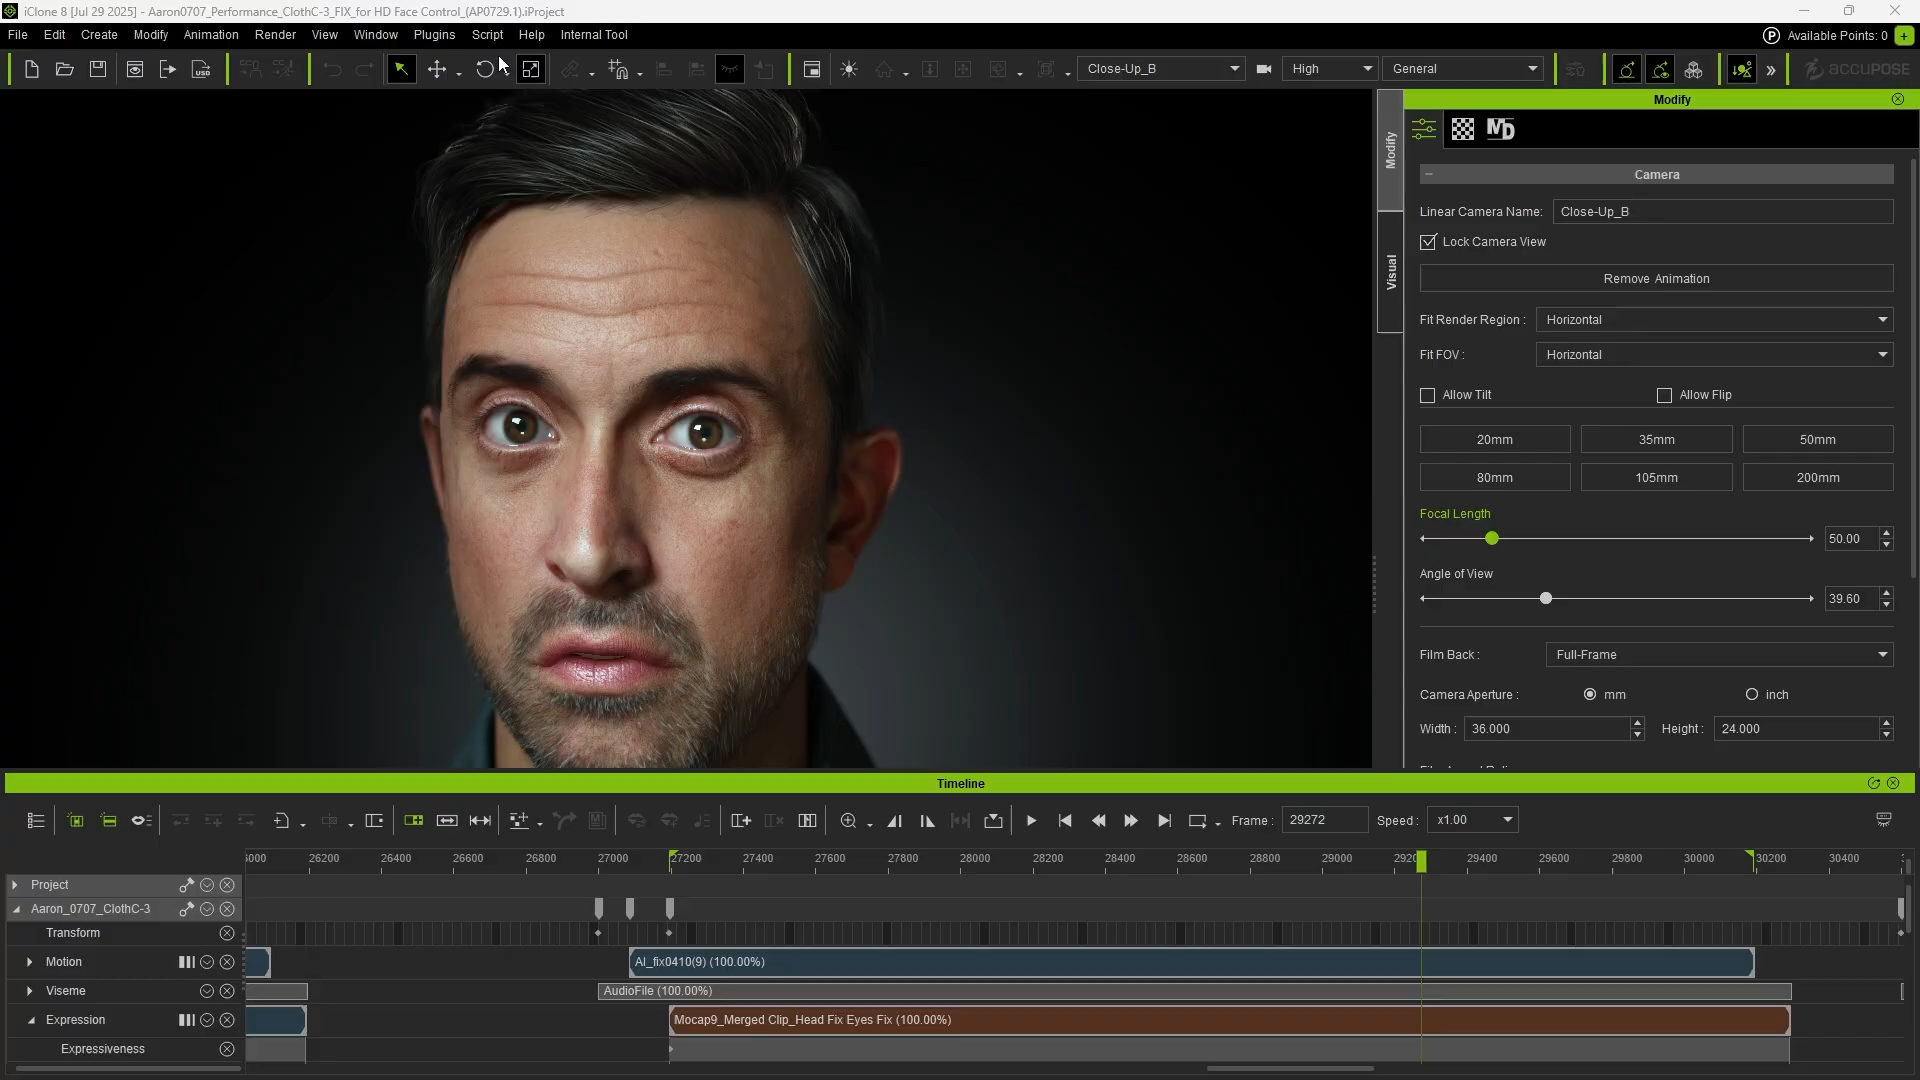 iClone 8 [Jul 29 2025] - Aaron0707_Performance_ClothC-3_FIX_for HD Face Control_(AP0729.1).iProject
File Edit Create Modify Animation Render View Window Plugins Script Help Internal Tool
P Available Points: 0 +
Close-Up_B High General ACCUPOSE
Modify
MD
Modify
Visual
Camera
Linear Camera Name: Close-Up_B
Lock Camera View
Remove Animation
Fit Render Region : Horizontal
Fit FOV : Horizontal
Allow Tilt Allow Flip
20mm 35mm 50mm
80mm 105mm 200mm
Focal Length
50.00
Angle of View
39.60
Film Back : Full-Frame
Camera Aperture : mm inch
Width : 36.000 Height : 24.000
Timeline
Frame : 29272 Speed : x1.00
26200 26400 26600 26800 27000 27200 27400 27600 27800 28000 28200 28400 28600 28800 29000 29400 29600 29800 30000 30200 30400
Project
Aaron_0707_ClothC-3
Transform
Motion AI_fix0410(9) (100.00%)
Viseme AudioFile (100.00%)
Expression Mocap9_Merged Clip_Head Fix Eyes Fix (100.00%)
Expressiveness